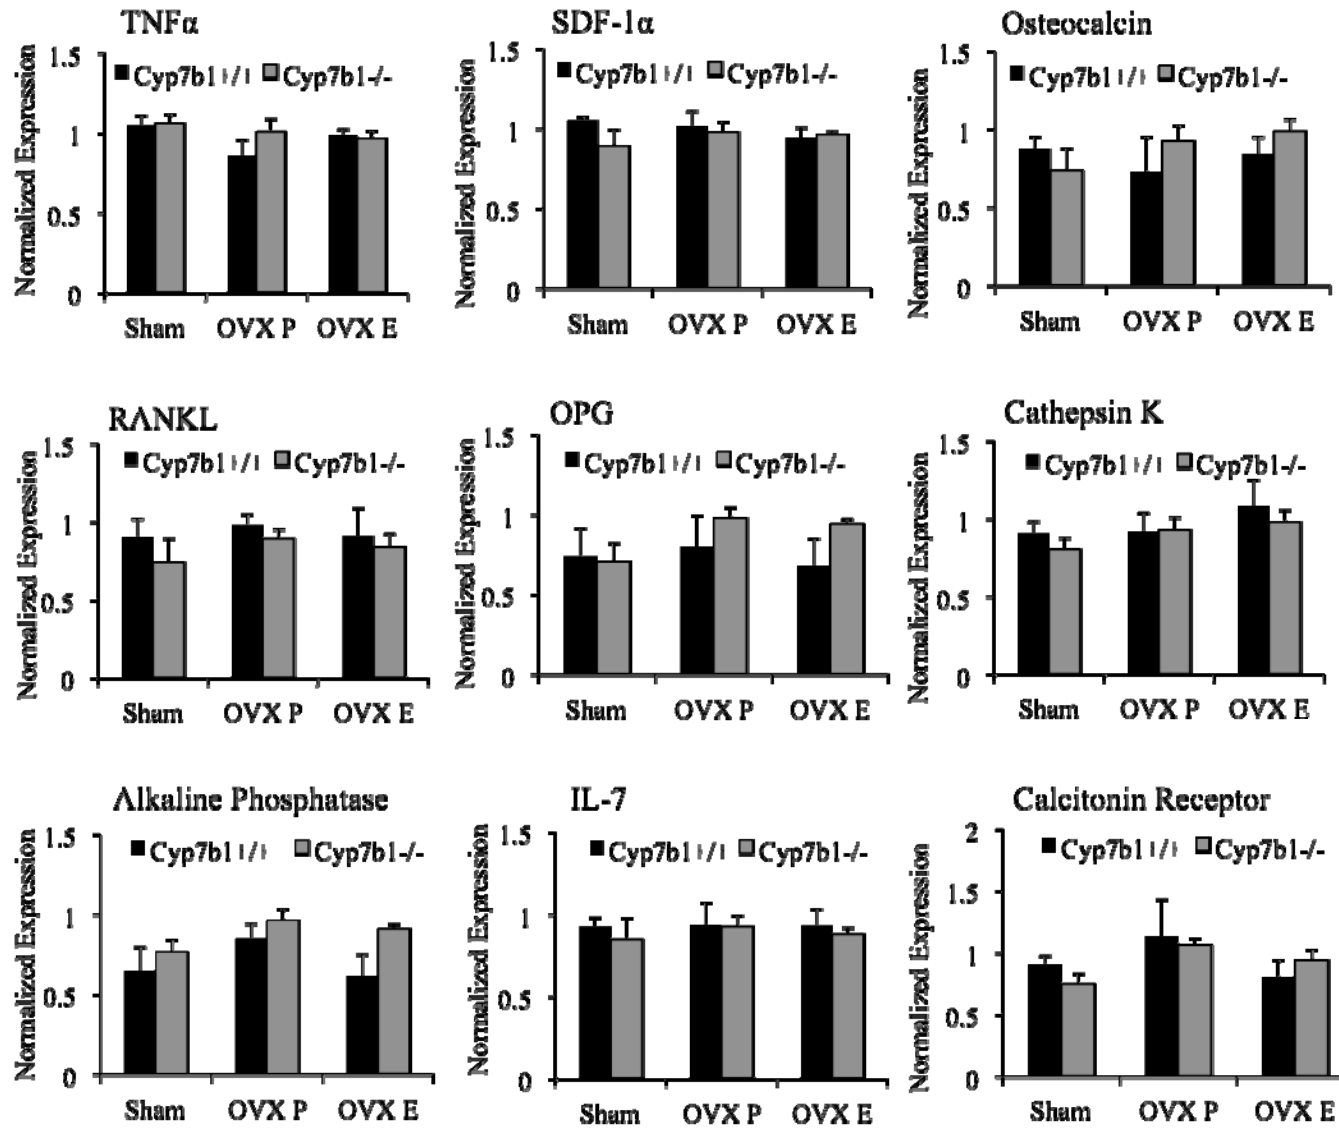 TNFα
1.5
1
0.5
0
Normalized Expression
Cyp7b1+/+ Cyp7b1-/-
Sham OVX P OVX E
SDF-1α
1.5
1
0.5
0
Normalized Expression
Cyp7b1+/+ Cyp7b1-/-
Sham OVX P OVX E
Osteocalcin
1.5
1
0.5
0
Normalized Expression
Cyp7b1+/+ Cyp7b1-/-
Sham OVX P OVX E
RANKL
1.5
1
0.5
0
Normalized Expression
Cyp7b1+/+ Cyp7b1-/-
Sham OVX P OVX E
OPG
1.5
1
0.5
0
Normalized Expression
Cyp7b1+/+ Cyp7b1-/-
Sham OVX P OVX E
Cathepsin K
1.5
1
0.5
0
Normalized Expression
Cyp7b1+/+ Cyp7b1-/-
Sham OVX P OVX E
Alkaline Phosphatase
1.5
1
0.5
0
Normalized Expression
Cyp7b1+/+ Cyp7b1-/-
Sham OVX P OVX E
IL-7
1.5
1
0.5
0
Normalized Expression
Cyp7b1+/+ Cyp7b1-/-
Sham OVX P OVX E
Calcitonin Receptor
2
1.5
1
0.5
0
Normalized Expression
Cyp7b1+/+ Cyp7b1-/-
Sham OVX P OVX E